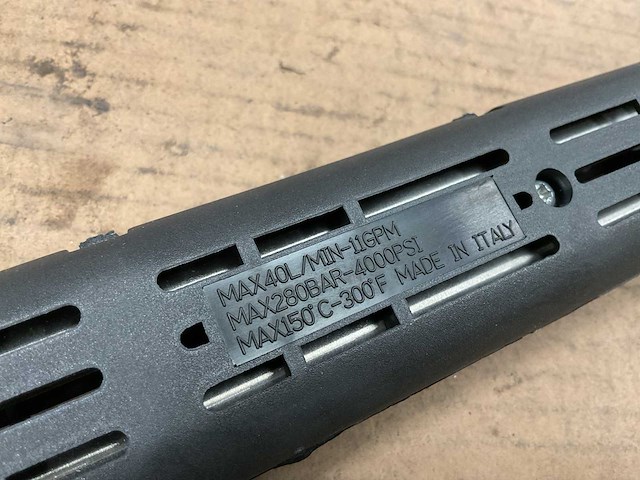 MAX40L/MIN-11GPM
MAX280BAR-4000PSI
MAX150°C-300°F MADE IN ITALY